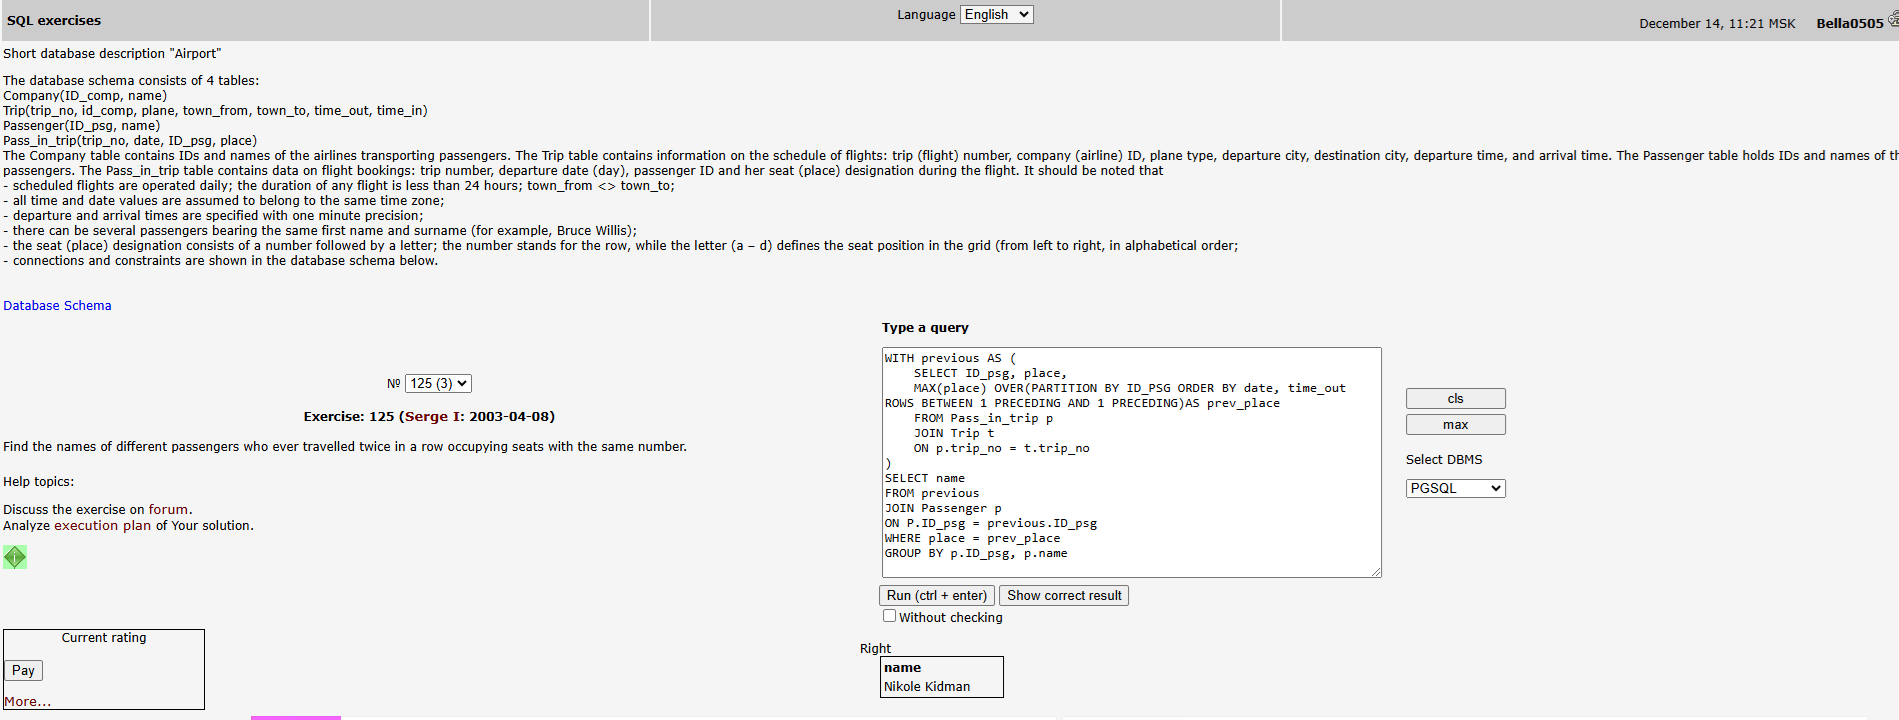 SQL exercises
Language English
December 14, 11:21 MSK Bella0505
Short database description "Airport"
The database schema consists of 4 tables:
Company(ID_comp, name)
Trip(trip_no, id_comp, plane, town_from, town_to, time_out, time_in)
Passenger(ID_psg, name)
Pass_in_trip(trip_no, date, ID_psg, place)
The Company table contains IDs and names of the airlines transporting passengers. The Trip table contains information on the schedule of flights: trip (flight) number, company (airline) ID, plane type, departure city, destination city, departure time, and arrival time. The Passenger table holds IDs and names of th
passengers. The Pass_in_trip table contains data on flight bookings: trip number, departure date (day), passenger ID and her seat (place) designation during the flight. It should be noted that
- scheduled flights are operated daily; the duration of any flight is less than 24 hours; town_from <> town_to;
- all time and date values are assumed to belong to the same time zone;
- departure and arrival times are specified with one minute precision;
- there can be several passengers bearing the same first name and surname (for example, Bruce Willis);
- the seat (place) designation consists of a number followed by a letter; the number stands for the row, while the letter (a – d) defines the seat position in the grid (from left to right, in alphabetical order;
- connections and constraints are shown in the database schema below.
Database Schema
№ 125 (3)
Exercise: 125 (Serge I: 2003-04-08)
Find the names of different passengers who ever travelled twice in a row occupying seats with the same number.
Help topics:
Discuss the exercise on forum.
Analyze execution plan of Your solution.
Current rating
Pay
More...
Type a query
WITH previous AS (
    SELECT ID_psg, place,
    MAX(place) OVER(PARTITION BY ID_PSG ORDER BY date, time_out
ROWS BETWEEN 1 PRECEDING AND 1 PRECEDING)AS prev_place
    FROM Pass_in_trip p
    JOIN Trip t
    ON p.trip_no = t.trip_no
)
SELECT name
FROM previous
JOIN Passenger p
ON P.ID_psg = previous.ID_psg
WHERE place = prev_place
GROUP BY p.ID_psg, p.name
cls
max
Select DBMS
PGSQL
Run (ctrl + enter) Show correct result
Without checking
Right
name
Nikole Kidman